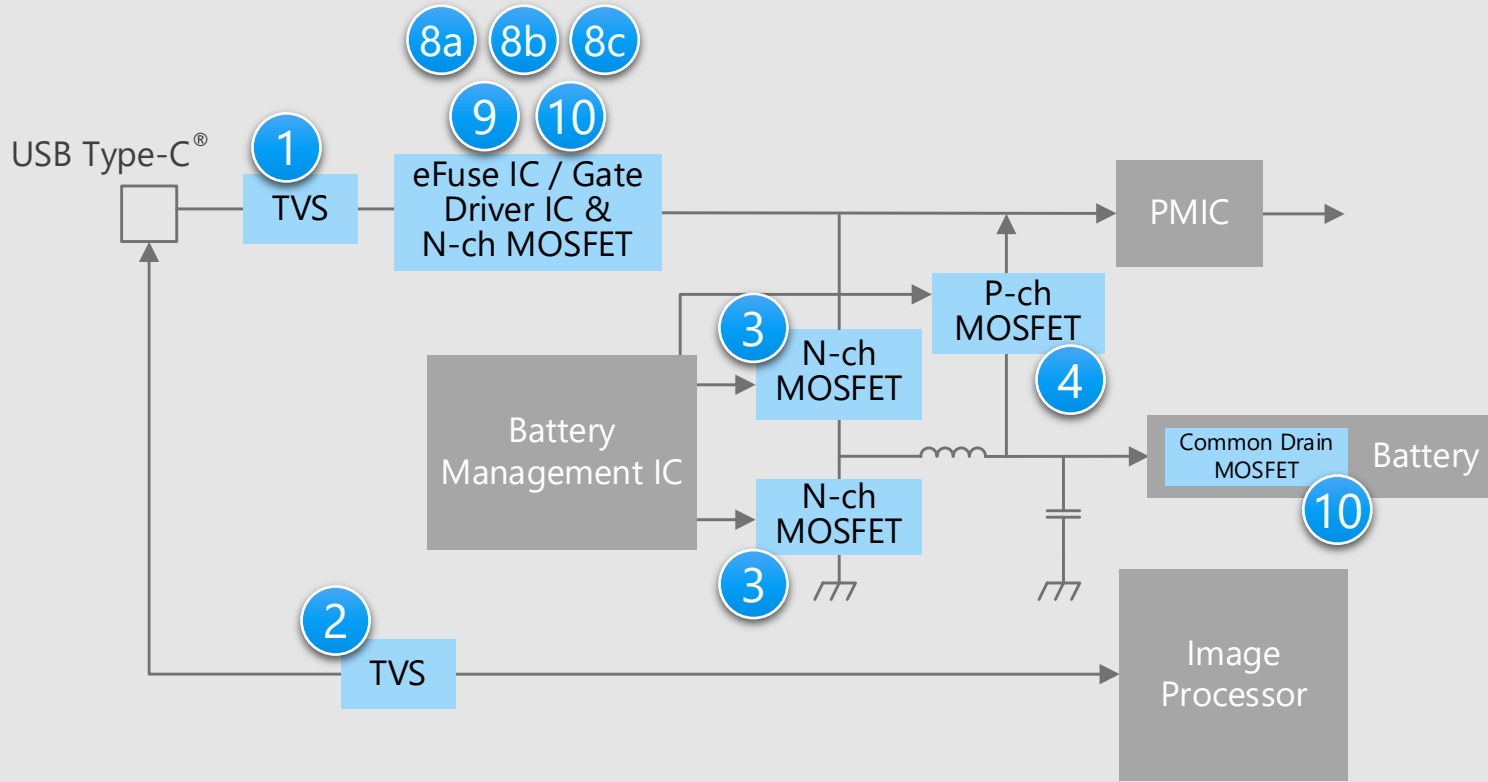 8a 8b 8c
9 10
USB Type-C®
1
TVS
eFuse IC / Gate
Driver IC &
N-ch MOSFET
PMIC
P-ch
MOSFET
4
3
N-ch
MOSFET
Battery
Management IC
Common Drain
MOSFET
Battery
10
N-ch
MOSFET
3
2
TVS
Image
Processor